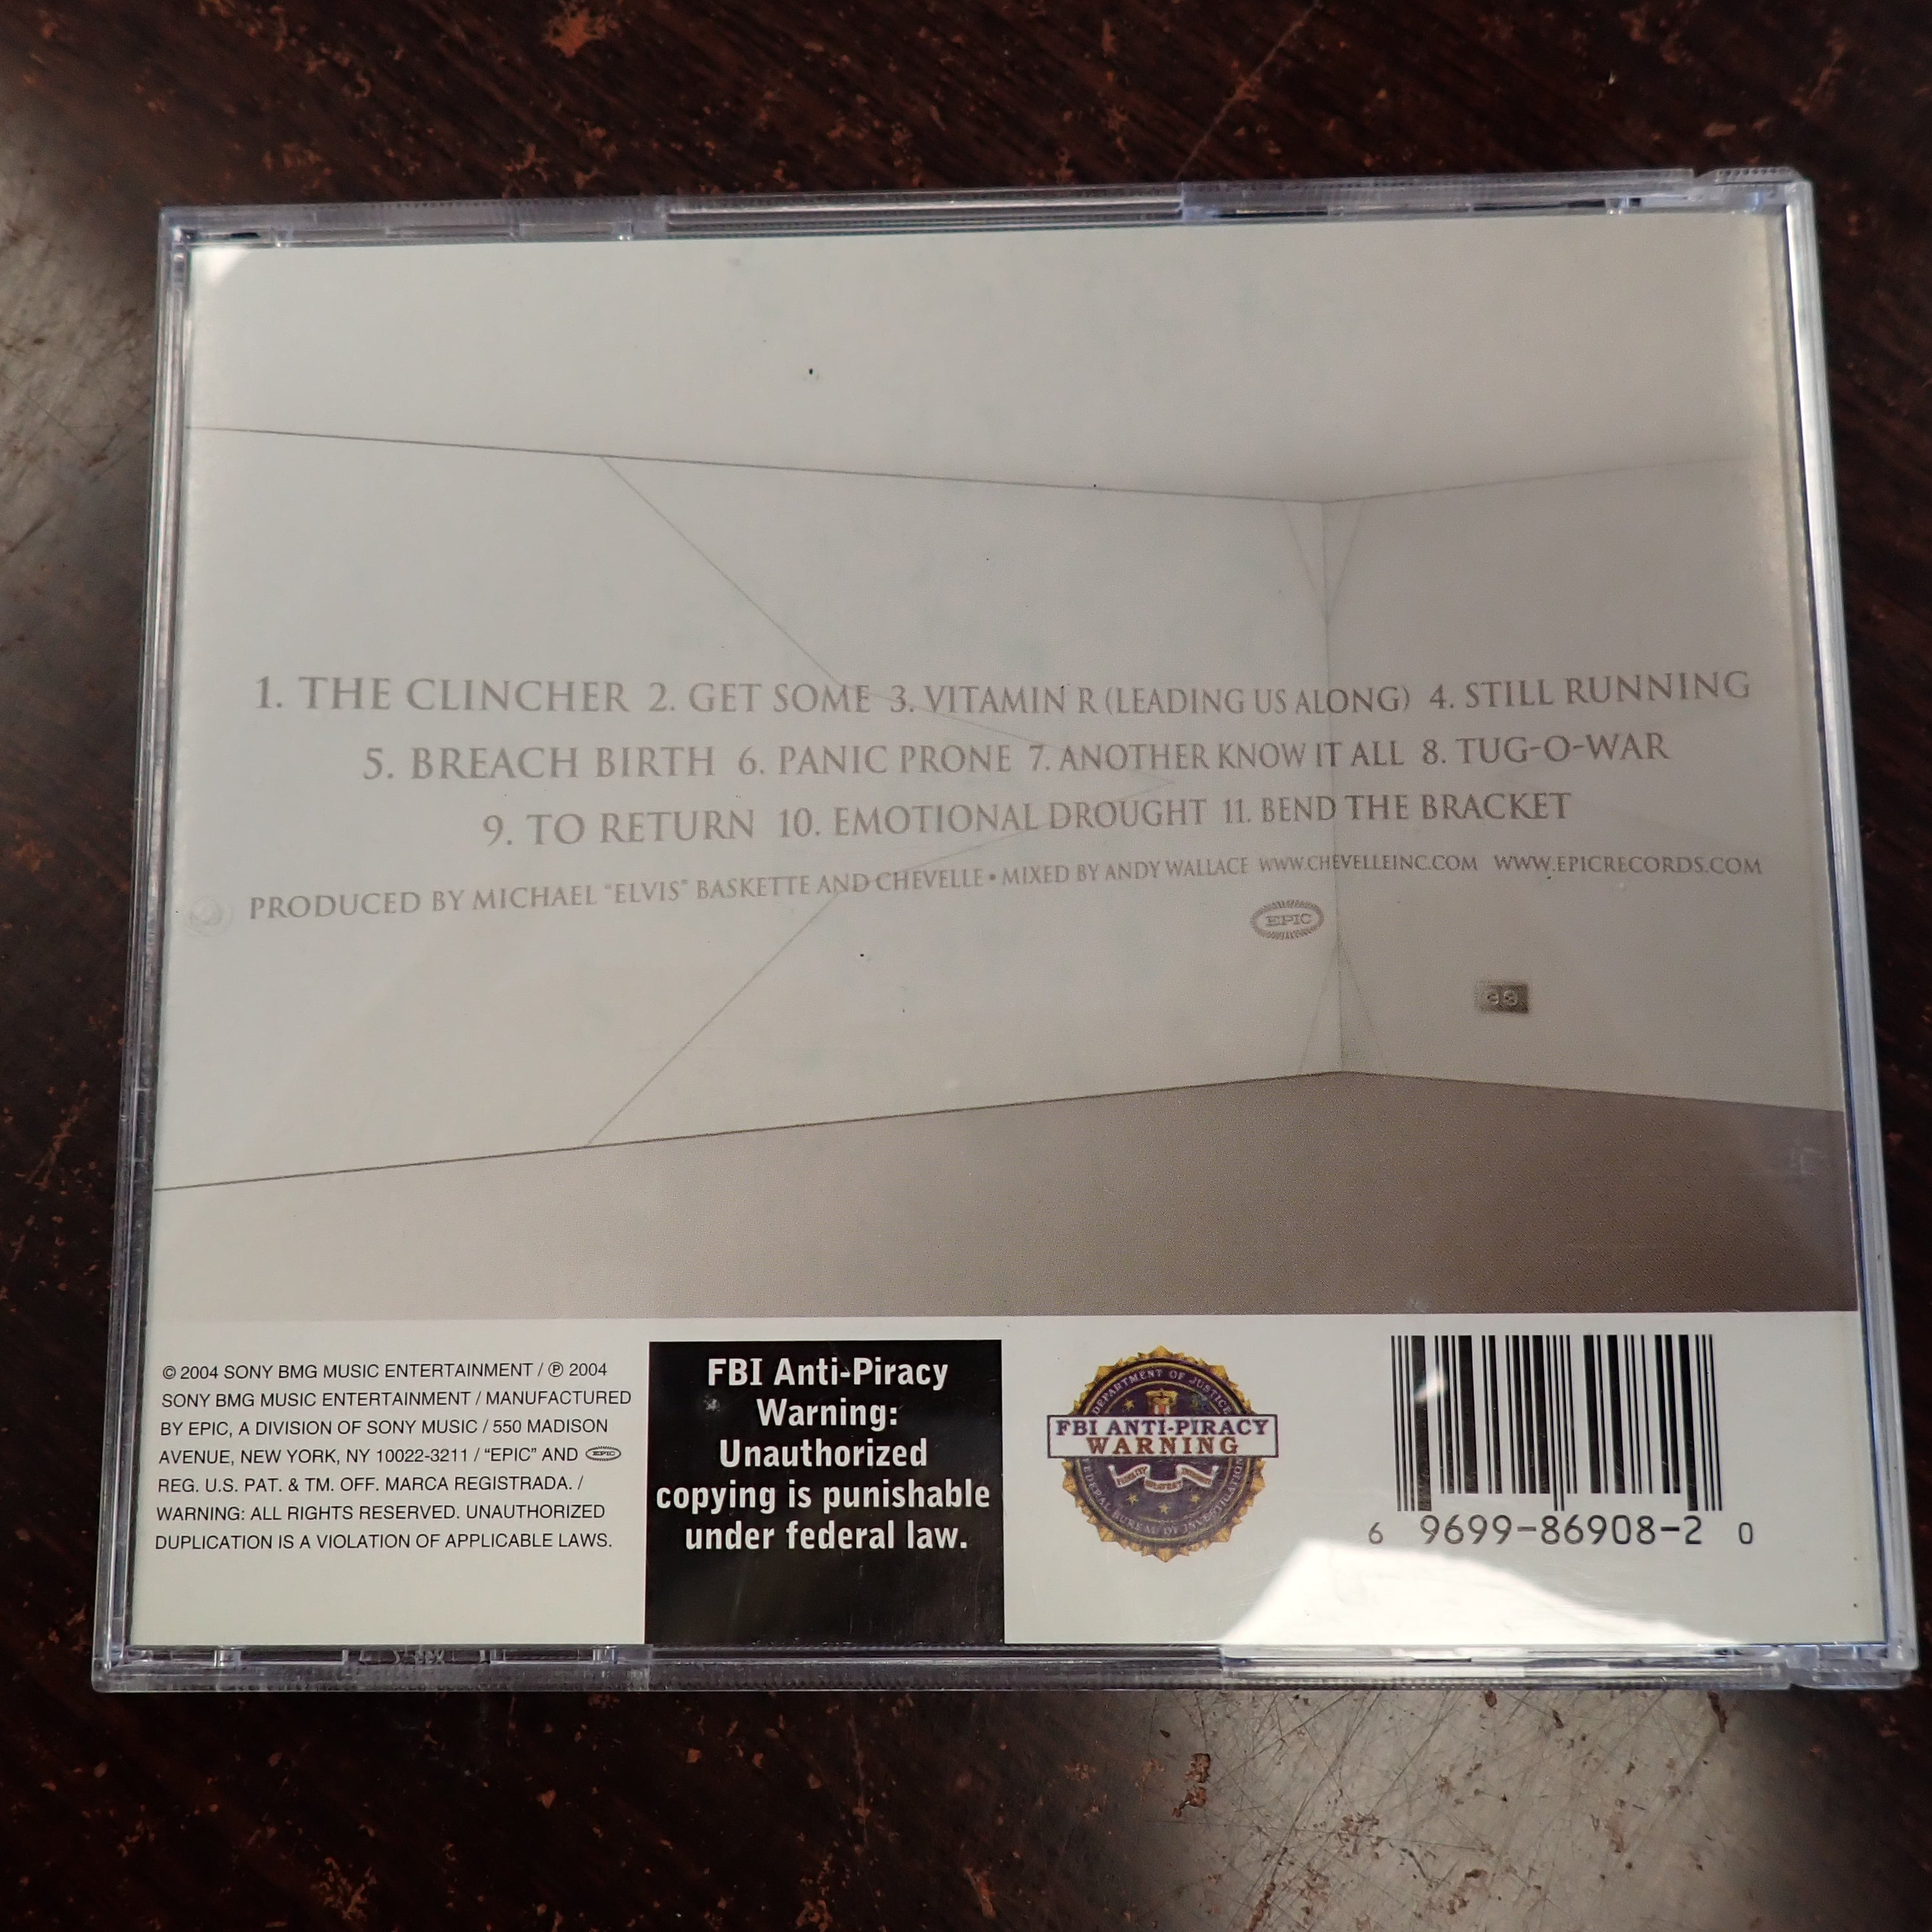 1. THE CLINCHER 2. GET SOME 3. VITAMIN R (LEADING US ALONG) 4. STILL RUNNING
5. BREACH BIRTH 6. PANIC PRONE 7. ANOTHER KNOW IT ALL 8. TUG-O-WAR
9. TO RETURN 10. EMOTIONAL DROUGHT 11. BEND THE BRACKET
PRODUCED BY MICHAEL “ELVIS” BASKETTE AND CHEVELLE • MIXED BY ANDY WALLACE WWW.CHEVELLEINC.COM WWW.EPICRECORDS.COM
EPIC
© 2004 SONY BMG MUSIC ENTERTAINMENT / ℗ 2004
SONY BMG MUSIC ENTERTAINMENT / MANUFACTURED
BY EPIC, A DIVISION OF SONY MUSIC / 550 MADISON
AVENUE, NEW YORK, NY 10022-3211 / “EPIC” AND EPIC
REG. U.S. PAT. & TM. OFF. MARCA REGISTRADA. /
WARNING: ALL RIGHTS RESERVED. UNAUTHORIZED
DUPLICATION IS A VIOLATION OF APPLICABLE LAWS.
FBI Anti-Piracy
Warning:
Unauthorized
copying is punishable
under federal law.
DEPARTMENT OF JUSTICE
FBI ANTI-PIRACY
WARNING
FEDERAL BUREAU OF INVESTIGATION
6 9699-86908-2 0